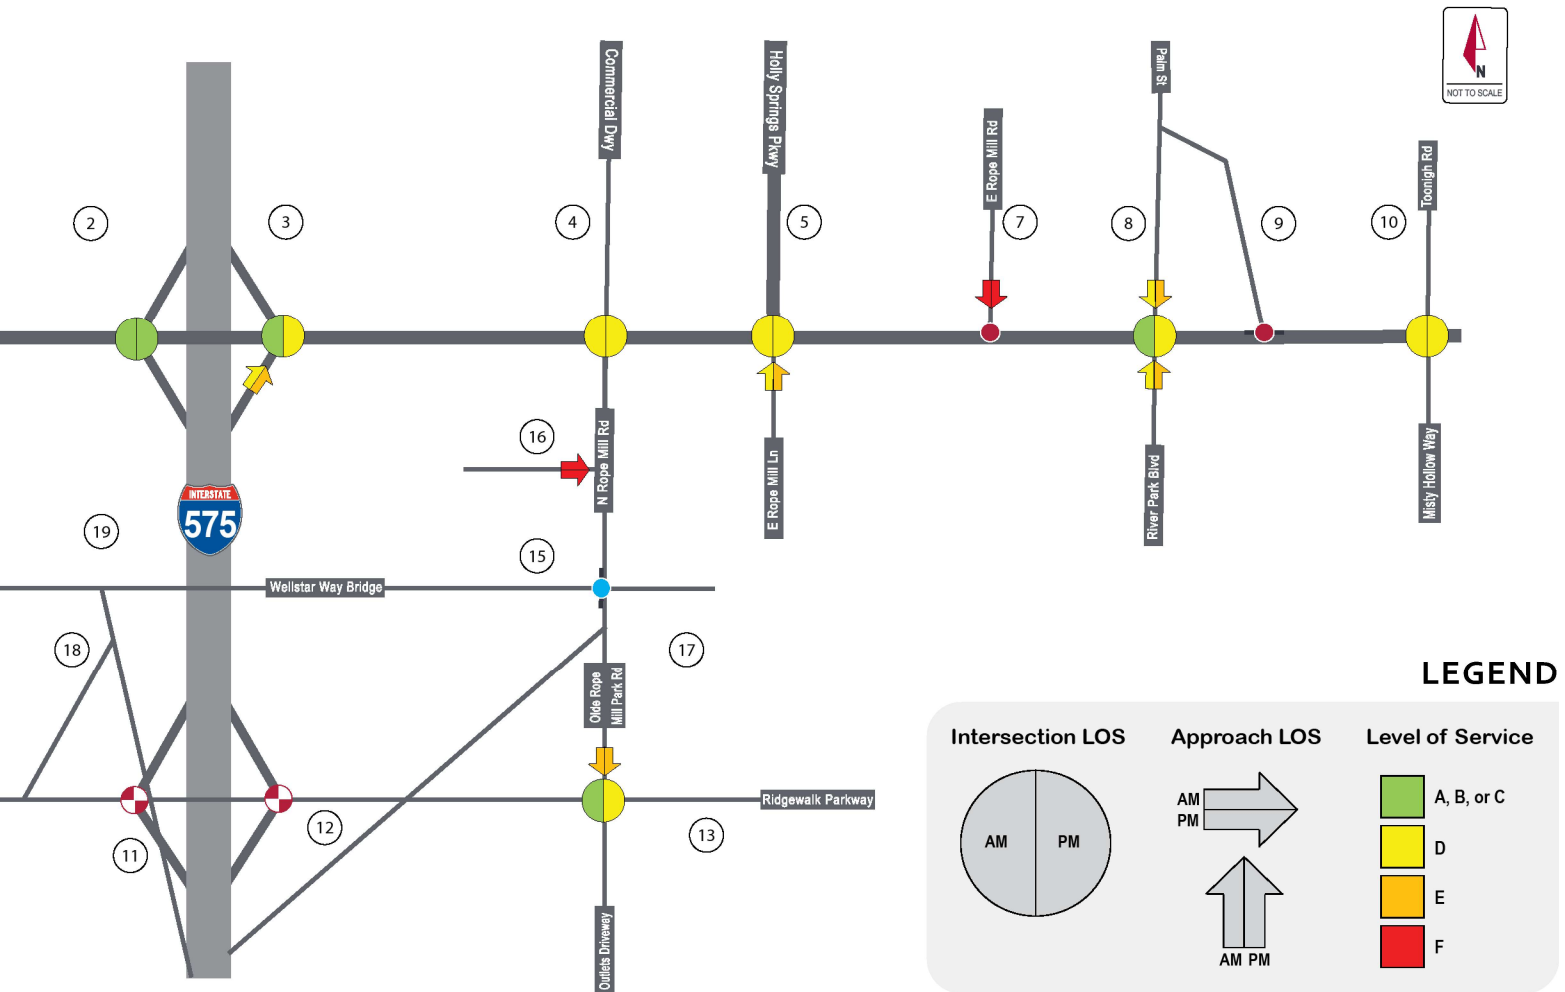 N
NOT TO SCALE
Commercial Dwy
Holly Springs Pkwy
Palm St
E Rope Mill Rd
Toonigh Rd
2
3
4
5
7
8
9
10
16
N Rope Mill Rd
E Rope Mill Ln
River Park Blvd
Misty Hollow Way
INTERSTATE
575
19
15
Wellstar Way Bridge
18
17
Olde Rope
Mill Park Rd
Ridgewalk Parkway
11
12
13
Outlets Driveway
LEGEND
Intersection LOS
Approach LOS
Level of Service
AM
PM
AM
PM
AM PM
A, B, or C
D
E
F